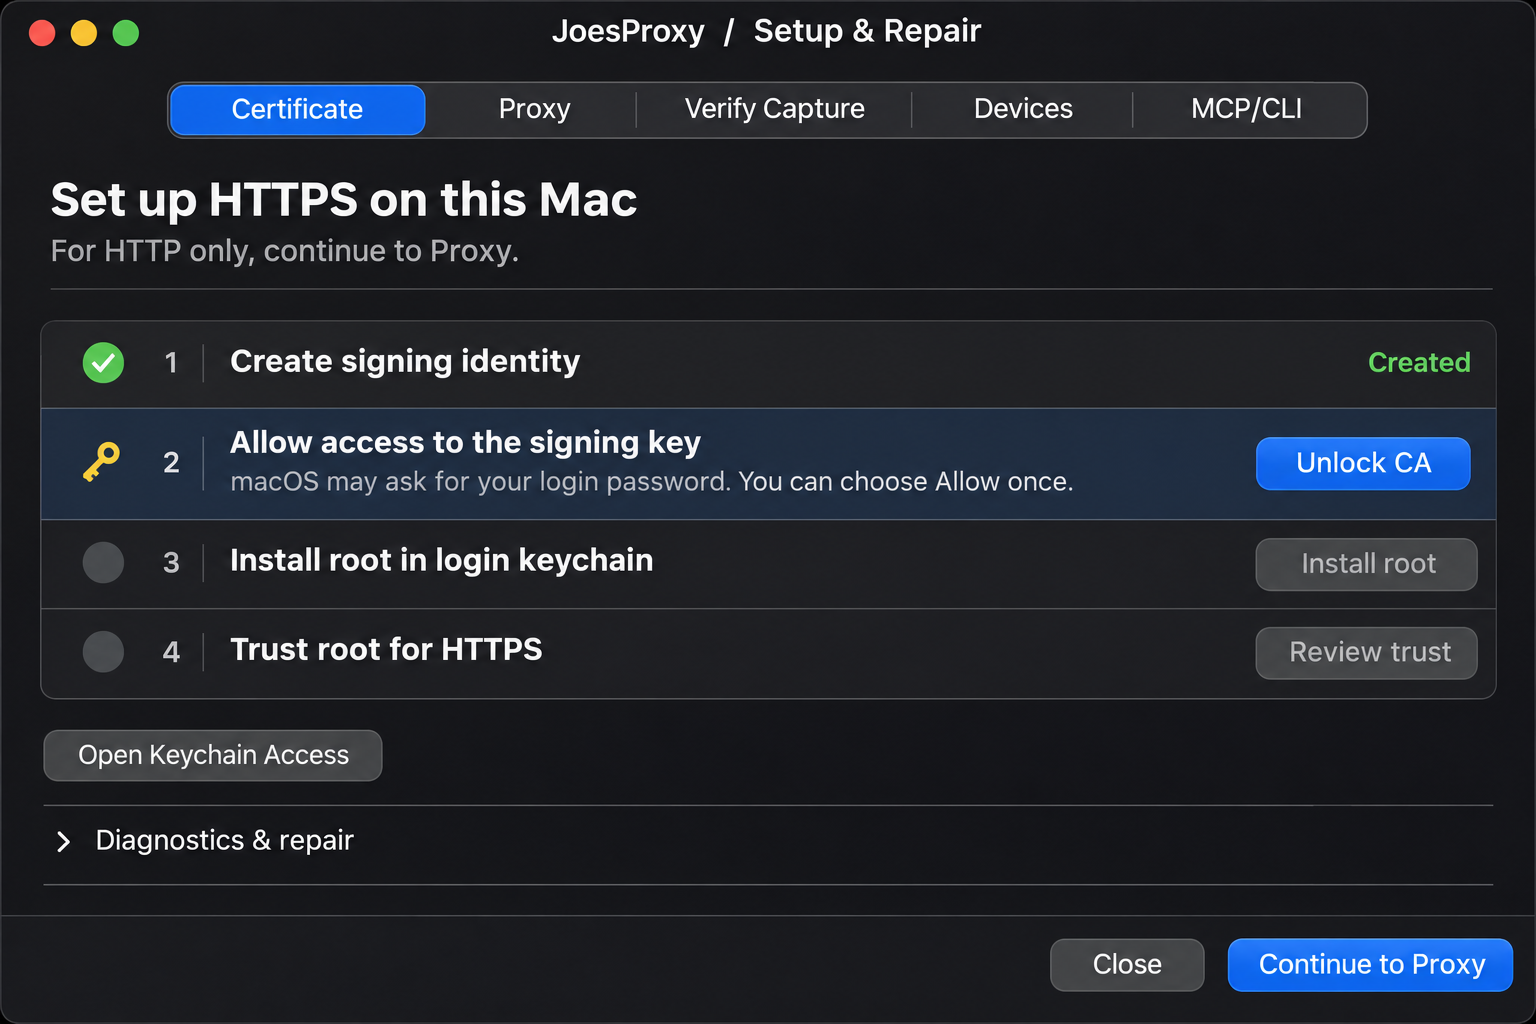 JoesProxy / Setup & Repair
Certificate
Proxy
Verify Capture
Devices
MCP/CLI
Set up HTTPS on this Mac
For HTTP only, continue to Proxy.
1
Create signing identity
Created
2
Allow access to the signing key
macOS may ask for your login password. You can choose Allow once.
Unlock CA
3
Install root in login keychain
Install root
4
Trust root for HTTPS
Review trust
Open Keychain Access
Diagnostics & repair
Close
Continue to Proxy